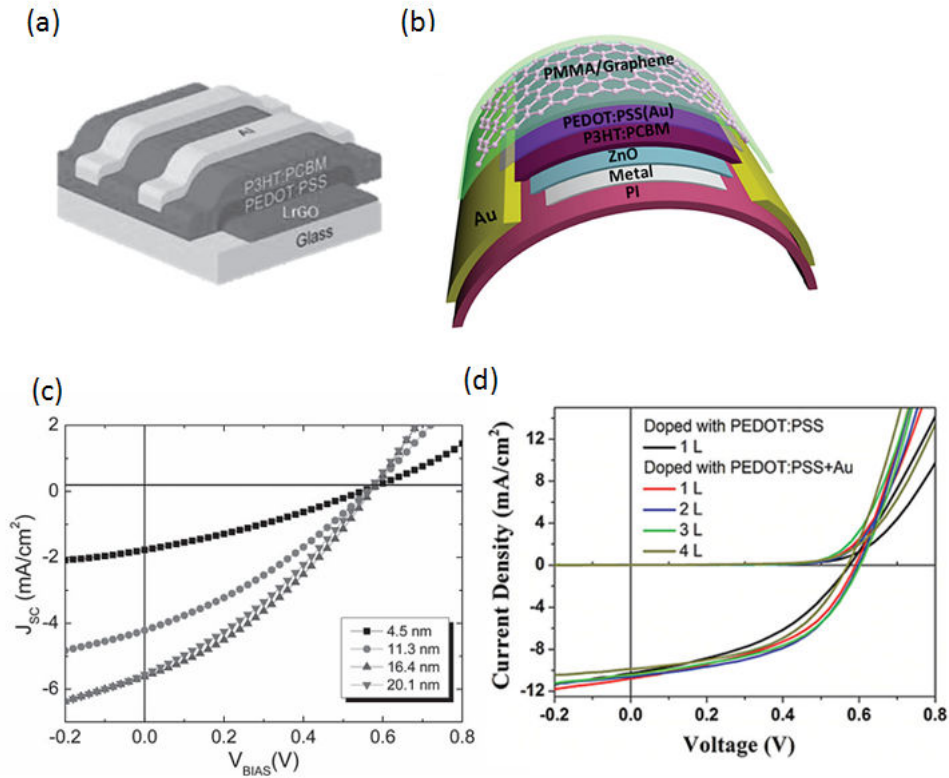 (a)
(b)
Al
P3HT:PCBM
PEDOT:PSS
LrGO
Glass
PMMA/Graphene
PEDOT:PSS(Au)
P3HT:PCBM
ZnO
Metal
PI
Au
(c)
(d)
2
0
-2
-4
-6
J_SC (mA/cm²)
4.5 nm
11.3 nm
16.4 nm
20.1 nm
-0.2 0.0 0.2 0.4 0.6 0.8
V_BIAS(V)
12
8
4
0
-4
-8
-12
Current Density (mA/cm²)
Doped with PEDOT:PSS
1 L
Doped with PEDOT:PSS+Au
1 L
2 L
3 L
4 L
-0.2 0.0 0.2 0.4 0.6 0.8
Voltage (V)